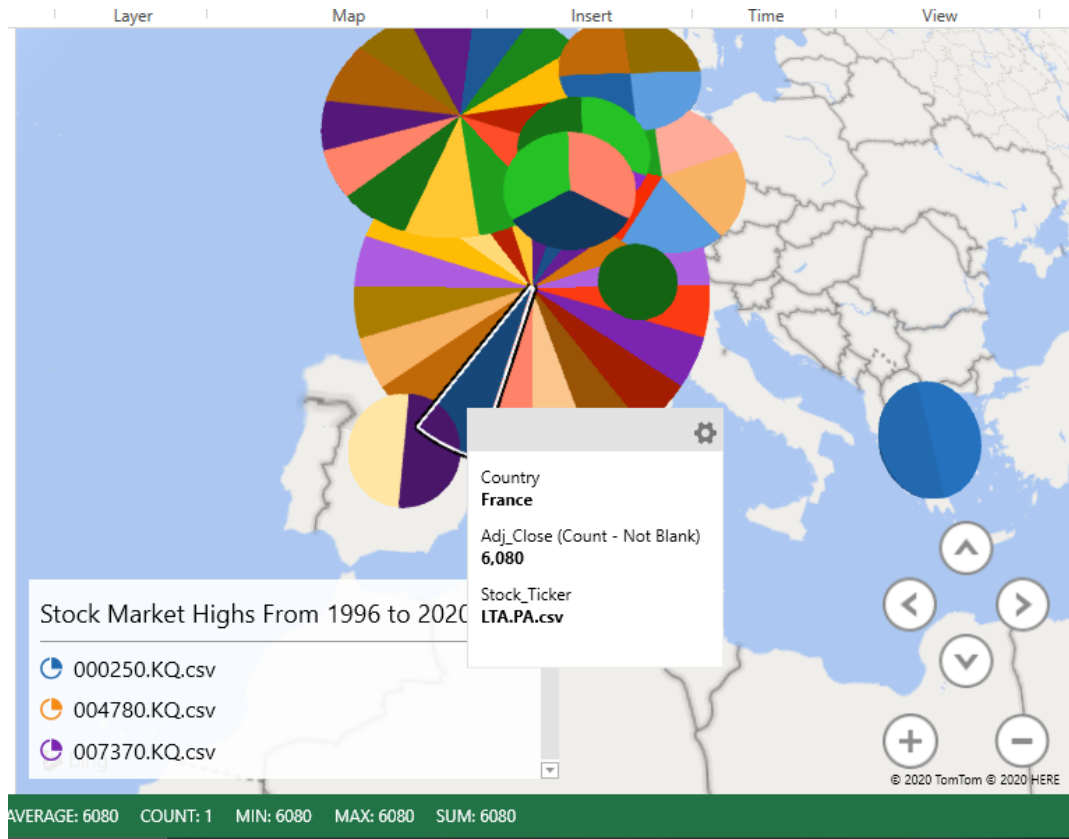 Layer Map Insert Time View
Country
France
Adj_Close (Count - Not Blank)
6,080
Stock_Ticker
LTA.PA.csv
Stock Market Highs From 1996 to 2020
000250.KQ.csv
004780.KQ.csv
007370.KQ.csv
© 2020 TomTom © 2020 HERE
AVERAGE: 6080 COUNT: 1 MIN: 6080 MAX: 6080 SUM: 6080